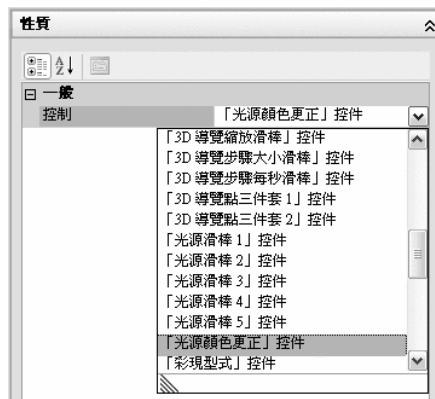 性質
一般
控制 「光源顏色更正」控件
「3D 導覽縮放滑棒」控件
「3D 導覽步驟大小滑棒」控件
「3D 導覽步驟每秒滑棒」控件
「3D 導覽點三件套 1」控件
「3D 導覽點三件套 2」控件
「光源滑棒 1」控件
「光源滑棒 2」控件
「光源滑棒 3」控件
「光源滑棒 4」控件
「光源滑棒 5」控件
「光源顏色更正」控件
「彩現型式」控件